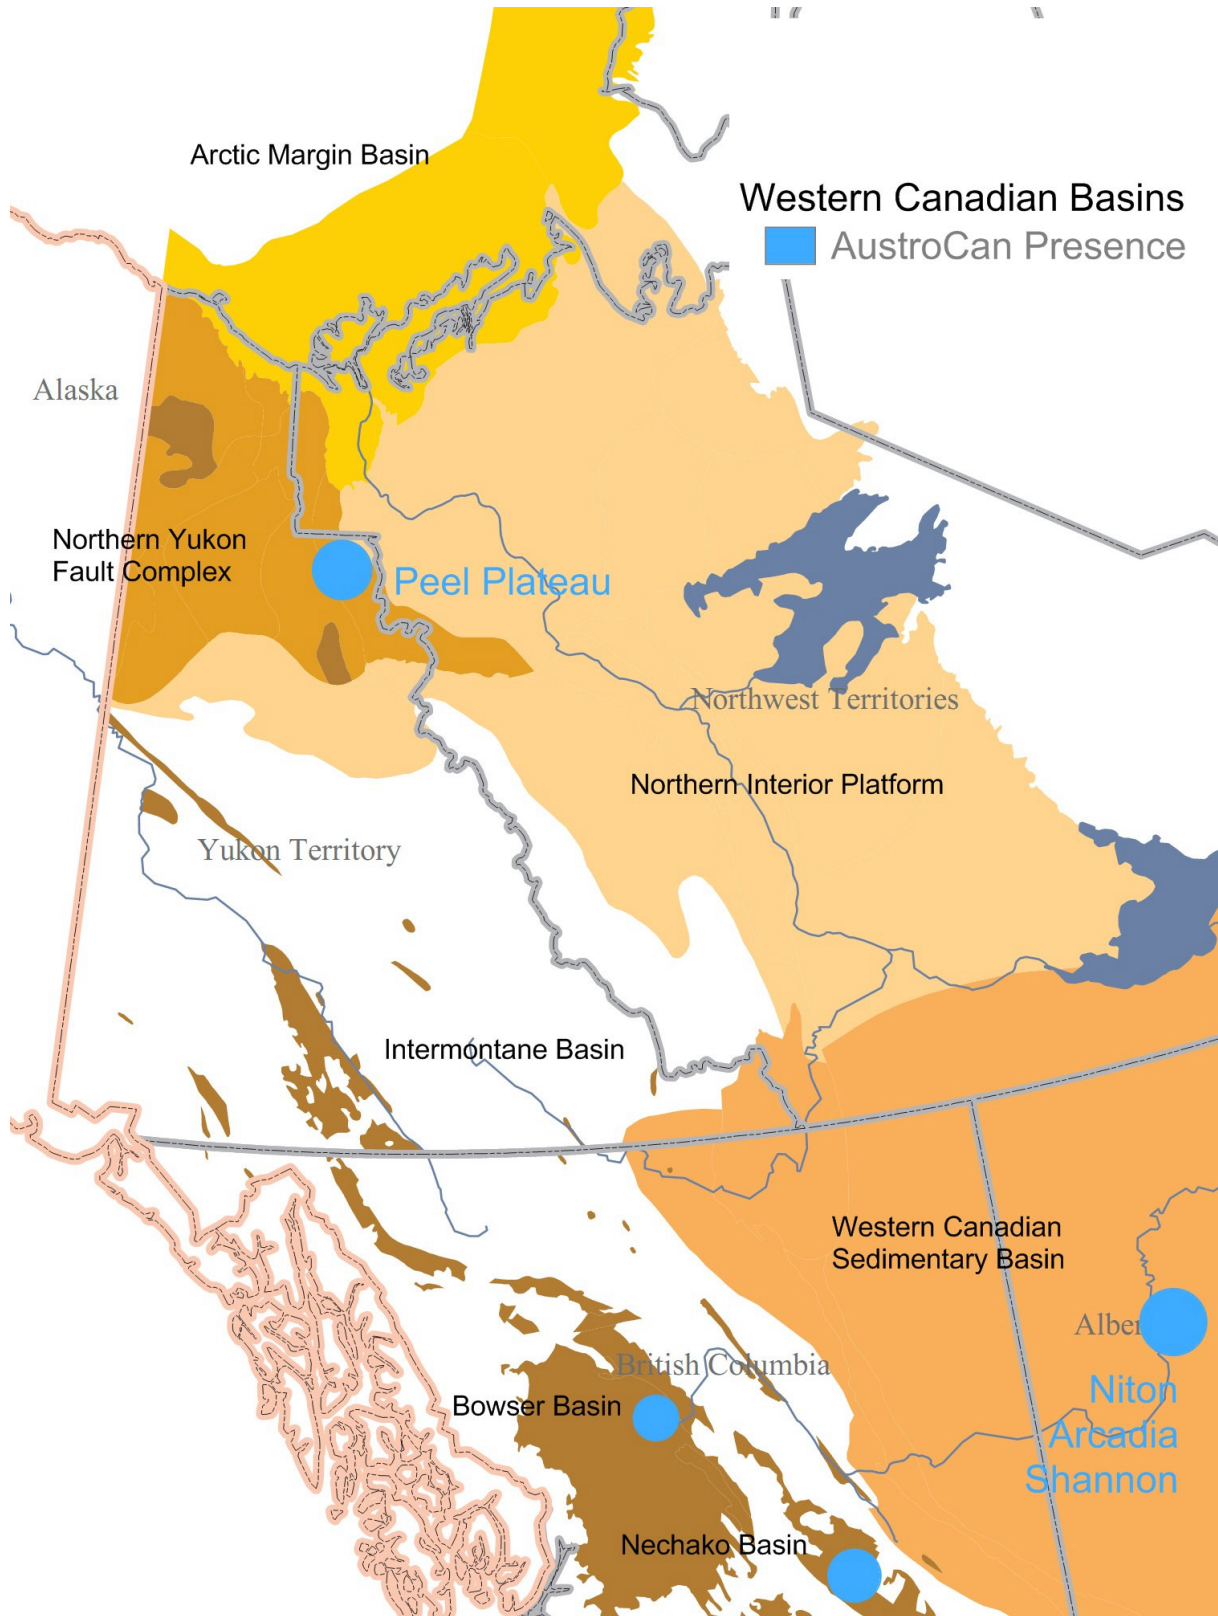 Arctic Margin Basin
Western Canadian Basins
AustroCan Presence
Alaska
Northern Yukon
Fault Complex
Peel Plateau
Northwest Territories
Northern Interior Platform
Yukon Territory
Intermontane Basin
Western Canadian
Sedimentary Basin
Alber
British Columbia
Niton
Arcadia
Shannon
Bowser Basin
Nechako Basin